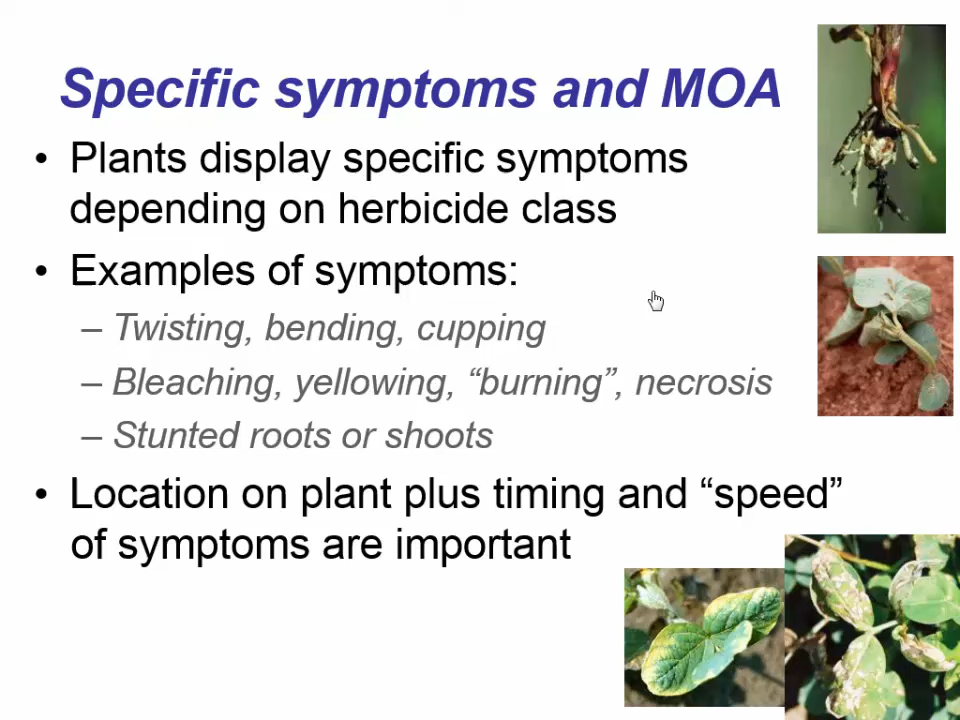 Specific symptoms and MOA
• Plants display specific symptoms
depending on herbicide class
• Examples of symptoms:
– Twisting, bending, cupping
– Bleaching, yellowing, “burning”, necrosis
– Stunted roots or shoots
• Location on plant plus timing and “speed”
of symptoms are important